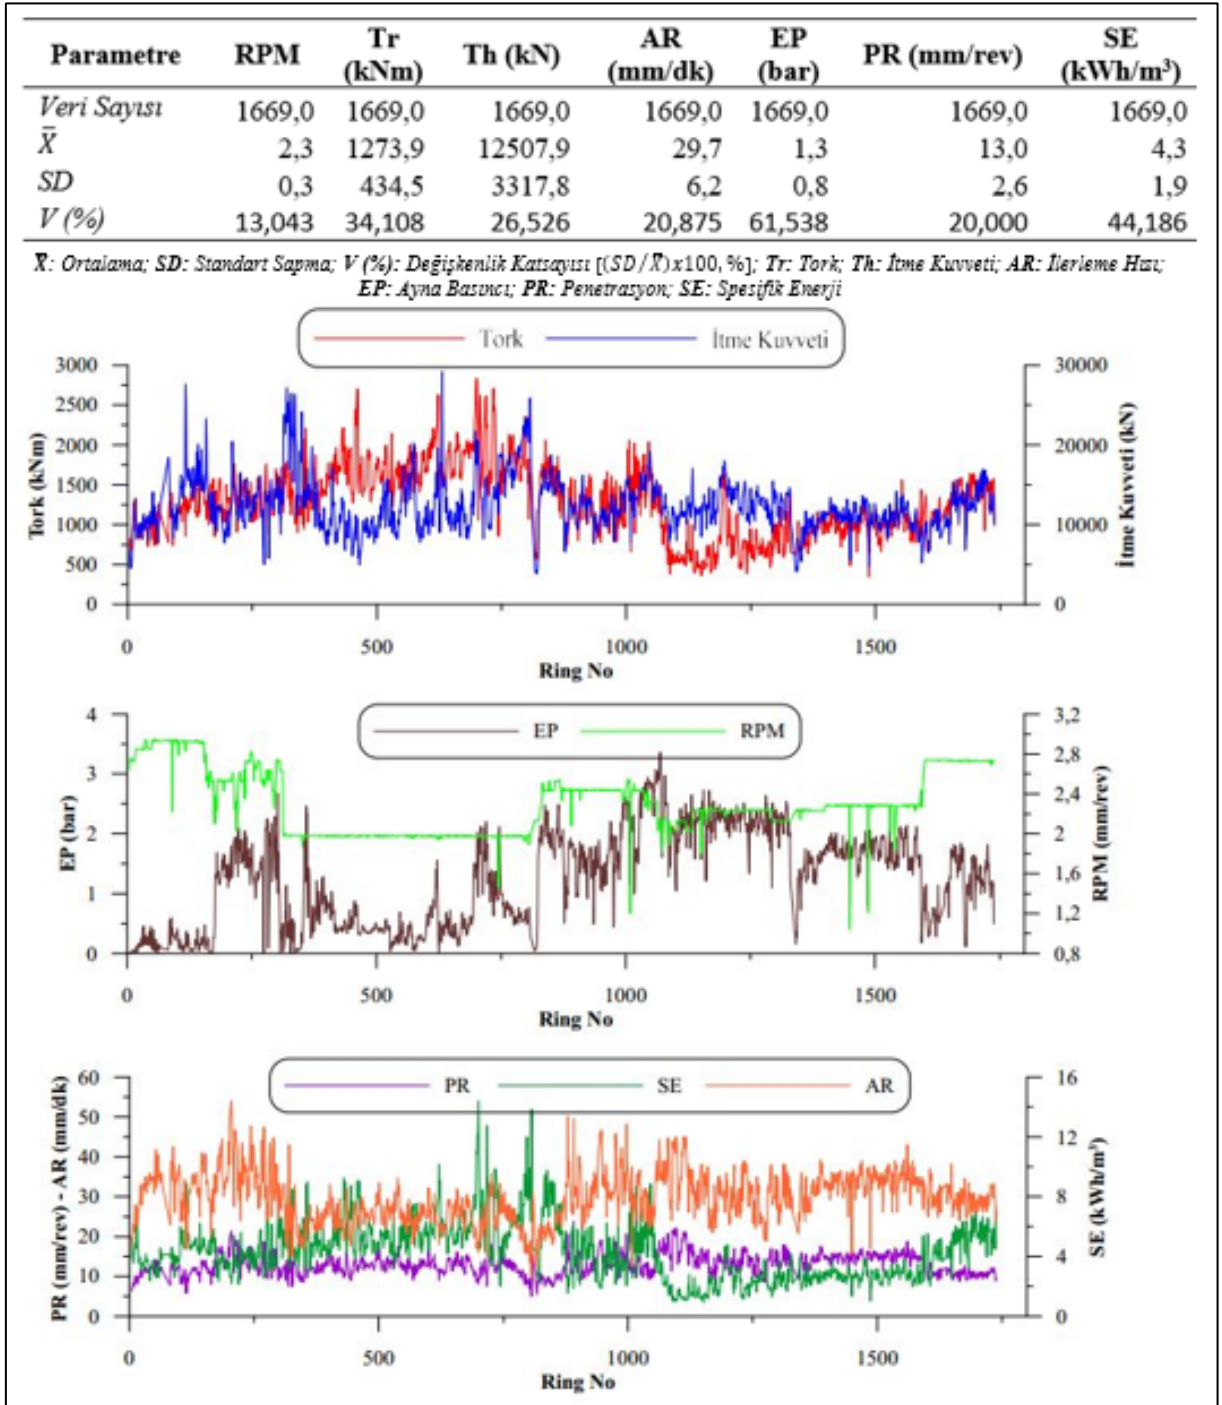 Parametre RPM Tr (kNm) Th (kN) AR (mm/dk) EP (bar) PR (mm/rev) SE (kWh/m³)
Veri Sayısı 1669,0 1669,0 1669,0 1669,0 1669,0 1669,0 1669,0
X̄ 2,3 1273,9 12507,9 29,7 1,3 13,0 4,3
SD 0,3 434,5 3317,8 6,2 0,8 2,6 1,9
V (%) 13,043 34,108 26,526 20,875 61,538 20,000 44,186
X̄: Ortalama; SD: Standart Sapma; V (%): Değişkenlik Katsayısı [(SD/X̄)x100, %]; Tr: Tork; Th: İtme Kuvveti; AR: İlerleme Hızı;
EP: Ayna Basıncı; PR: Penetrasyon; SE: Spesifik Enerji
Tork İtme Kuvveti
3000 30000
2500
2000 20000
1500
1000 10000
500
0 0
Tork (kNm)
İtme Kuvveti (kN)
0 500 1000 1500
Ring No
EP RPM
4 3,2
2,8
3
2,4
2 2
1,6
1
1,2
0 0,8
EP (bar)
RPM (mm/rev)
0 500 1000 1500
Ring No
PR SE AR
60 16
50
12
40
30 8
20
4
10
0 0
PR (mm/rev) - AR (mm/dk)
SE (kWh/m³)
0 500 1000 1500
Ring No